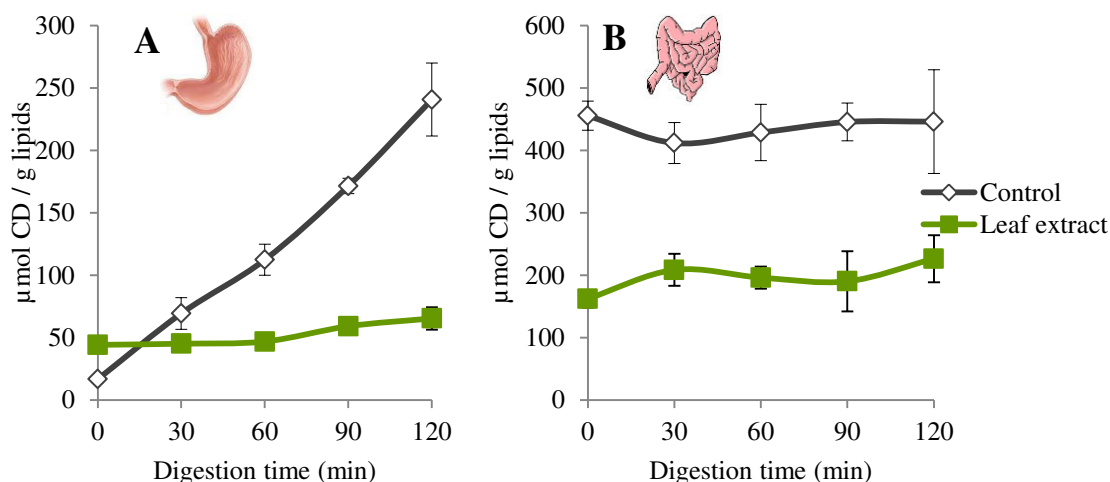 A
µmol CD / g lipids
300
250
200
150
100
50
0
0 30 60 90 120
Digestion time (min)
B
µmol CD / g lipids
600
500
400
300
200
100
0
0 30 60 90 120
Digestion time (min)
Control
Leaf extract